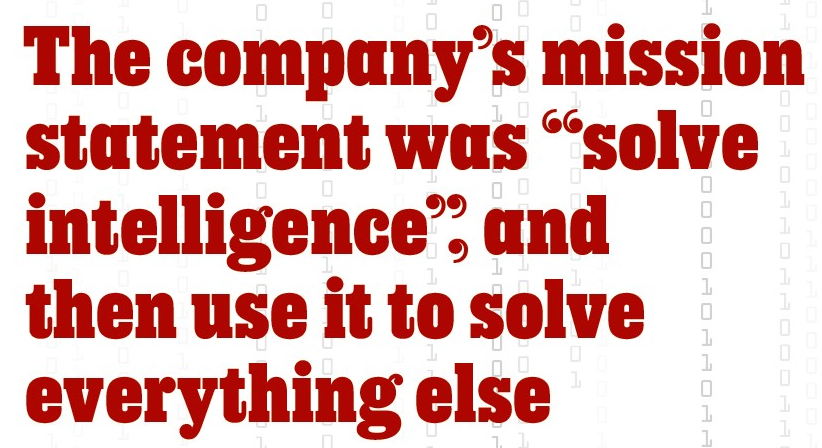 The company’s mission
statement was “solve
intelligence”, and
then use it to solve
everything else